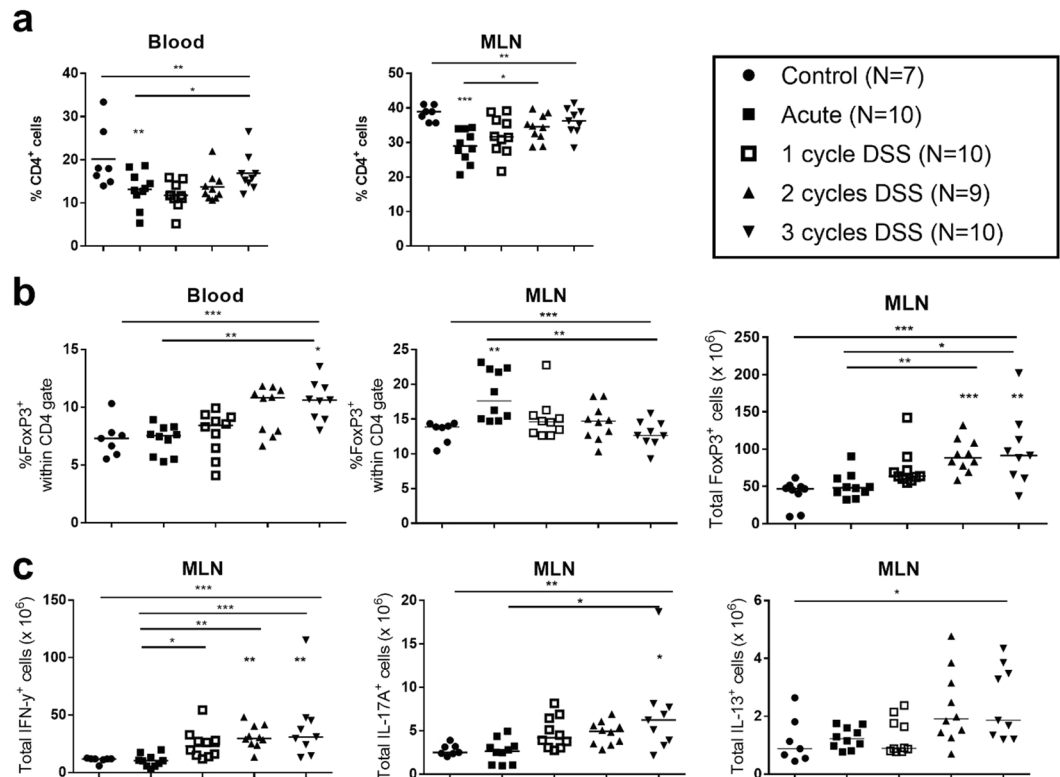 a
Blood
% CD4⁺ cells
40
30
20
10
0
**
*
**
MLN
% CD4⁺ cells
50
40
30
20
10
0
**
*
***
Control (N=7)
Acute (N=10)
1 cycle DSS (N=10)
2 cycles DSS (N=9)
3 cycles DSS (N=10)
b
Blood
%FoxP3⁺
within CD4 gate
15
10
5
0
***
**
*
MLN
%FoxP3⁺
within CD4 gate
25
20
15
10
5
0
***
**
**
MLN
Total FoxP3⁺ cells (x 10⁶)
250
200
150
100
50
0
***
*
**
***
**
c
MLN
Total IFN-y⁺ cells (x 10⁶)
150
100
50
0
***
***
**
*
**
**
MLN
Total IL-17A⁺ cells (x 10⁶)
20
15
10
5
0
**
*
*
MLN
Total IL-13⁺ cells (x 10⁶)
6
4
2
0
*